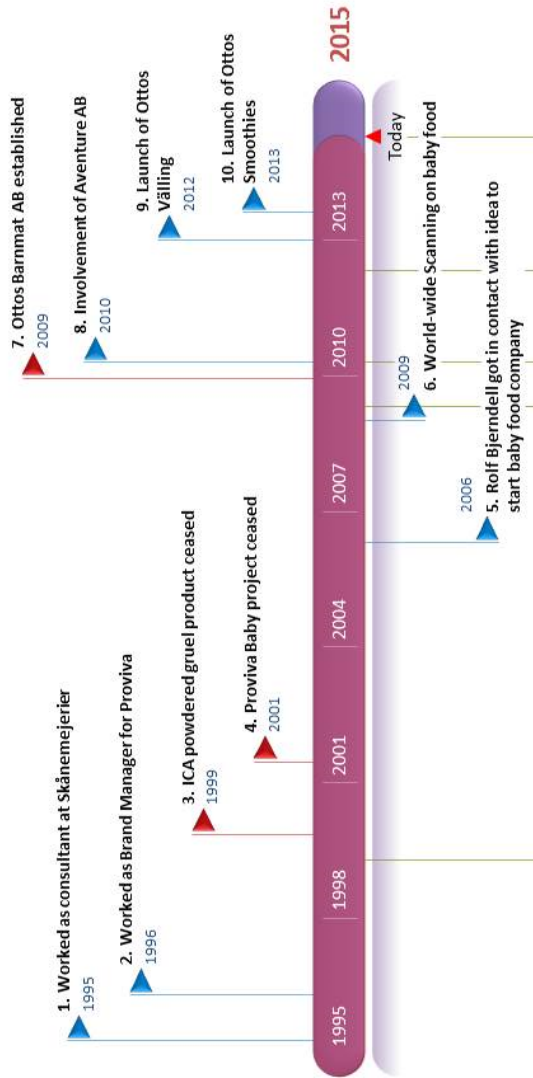 1. Worked as consultant at Skånemejerier
1995
2. Worked as Brand Manager for Proviva
1996
3. ICA powdered gruel product ceased
1999
4. Proviva Baby project ceased
2001
7. Ottos Barnmat AB established
2009
8. Involvement of Aventure AB
2010
9. Launch of Ottos
Välling
2012
10. Launch of Ottos
Smoothies
2013
1995
1998
2001
2004
2007
2010
2013
2015
Today
2009
6. World-wide Scanning on baby food
2006
5. Rolf Bjerndell got in contact with idea to
start baby food company